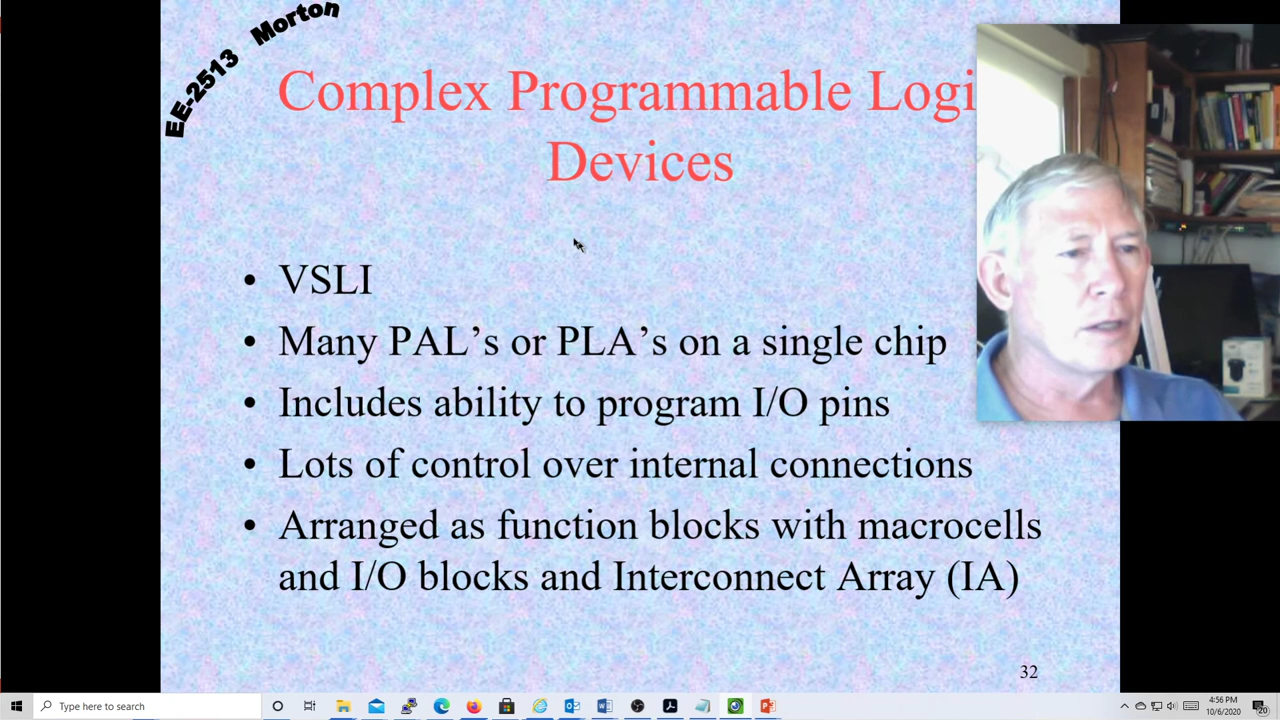 EE-2513 Morton
Complex Programmable Logi
Devices
• VSLI
• Many PAL’s or PLA’s on a single chip
• Includes ability to program I/O pins
• Lots of control over internal connections
• Arranged as function blocks with macrocells
and I/O blocks and Interconnect Array (IA)
32
Type here to search
4:56 PM
10/6/2020
20